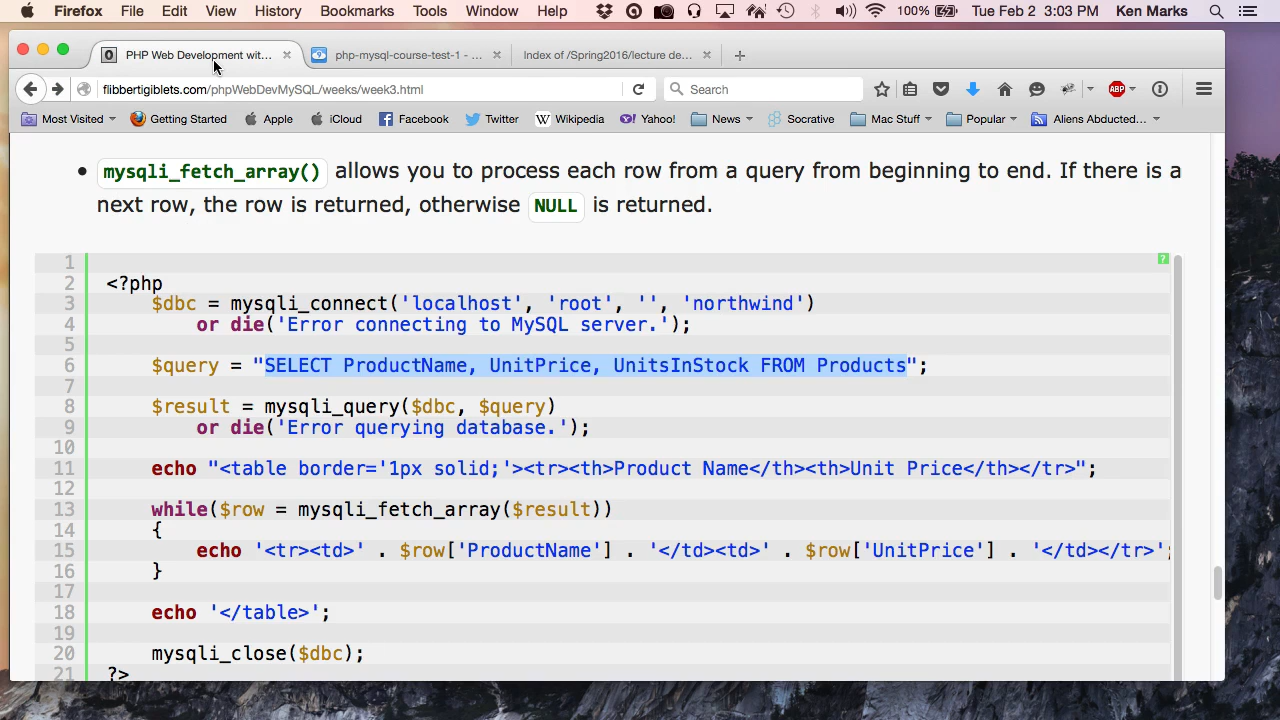 Firefox File Edit View History Bookmarks Tools Window Help 100% Tue Feb 2 3:03 PM Ken Marks
PHP Web Development wit... php-mysql-course-test-1 - ... Index of /Spring2016/lecture de...
flibbertigiblets.com/phpWebDevMySQL/weeks/week3.html Search ABP
Most Visited Getting Started Apple iCloud Facebook Twitter W Wikipedia Y! Yahoo! News Socrative Mac Stuff Popular Aliens Abducted...
• mysqli_fetch_array() allows you to process each row from a query from beginning to end. If there is a
next row, the row is returned, otherwise NULL is returned.
?
1
2 <?php
3 $dbc = mysqli_connect('localhost', 'root', '', 'northwind')
4 or die('Error connecting to MySQL server.');
5
6 $query = "SELECT ProductName, UnitPrice, UnitsInStock FROM Products";
7
8 $result = mysqli_query($dbc, $query)
9 or die('Error querying database.');
10
11 echo "<table border='1px solid;'><tr><th>Product Name</th><th>Unit Price</th></tr>";
12
13 while($row = mysqli_fetch_array($result))
14 {
15 echo '<tr><td>' . $row['ProductName'] . '</td><td>' . $row['UnitPrice'] . '</td></tr>';
16 }
17
18 echo '</table>';
19
20 mysqli_close($dbc);
21 ?>